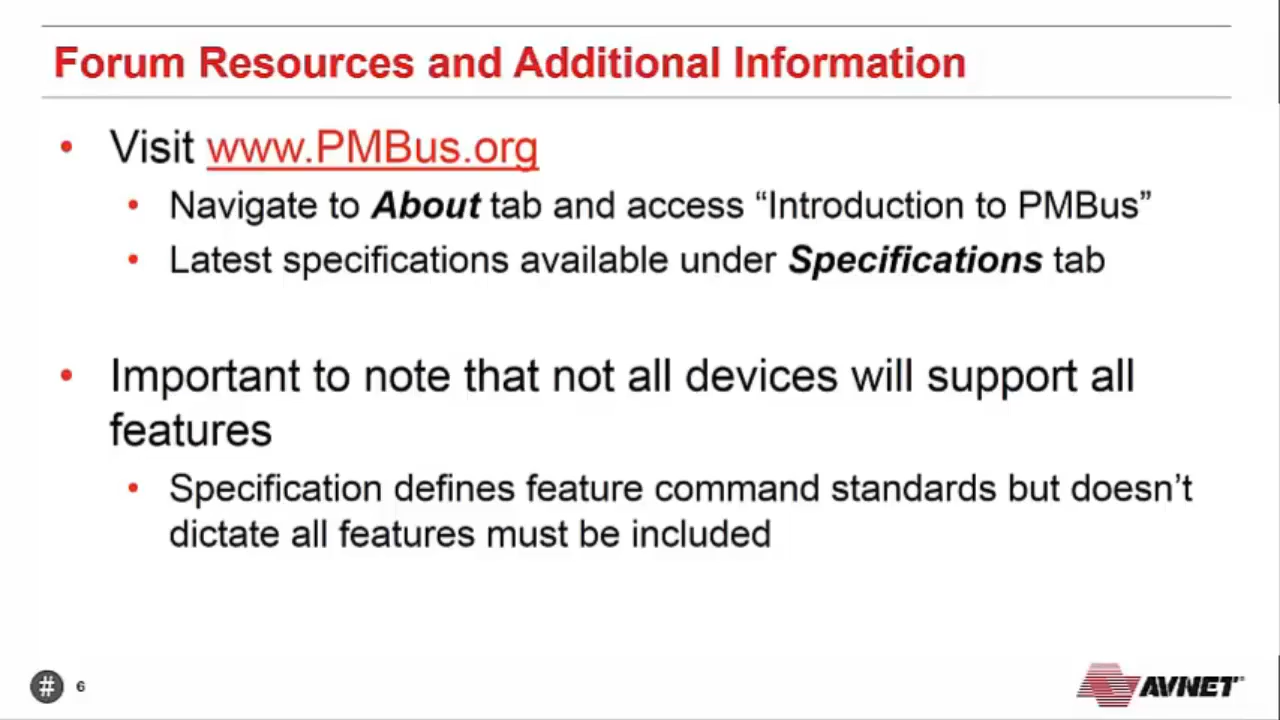 Forum Resources and Additional Information
• Visit www.PMBus.org
• Navigate to About tab and access “Introduction to PMBus”
• Latest specifications available under Specifications tab
• Important to note that not all devices will support all
features
• Specification defines feature command standards but doesn’t
dictate all features must be included
# 6
AVNET™